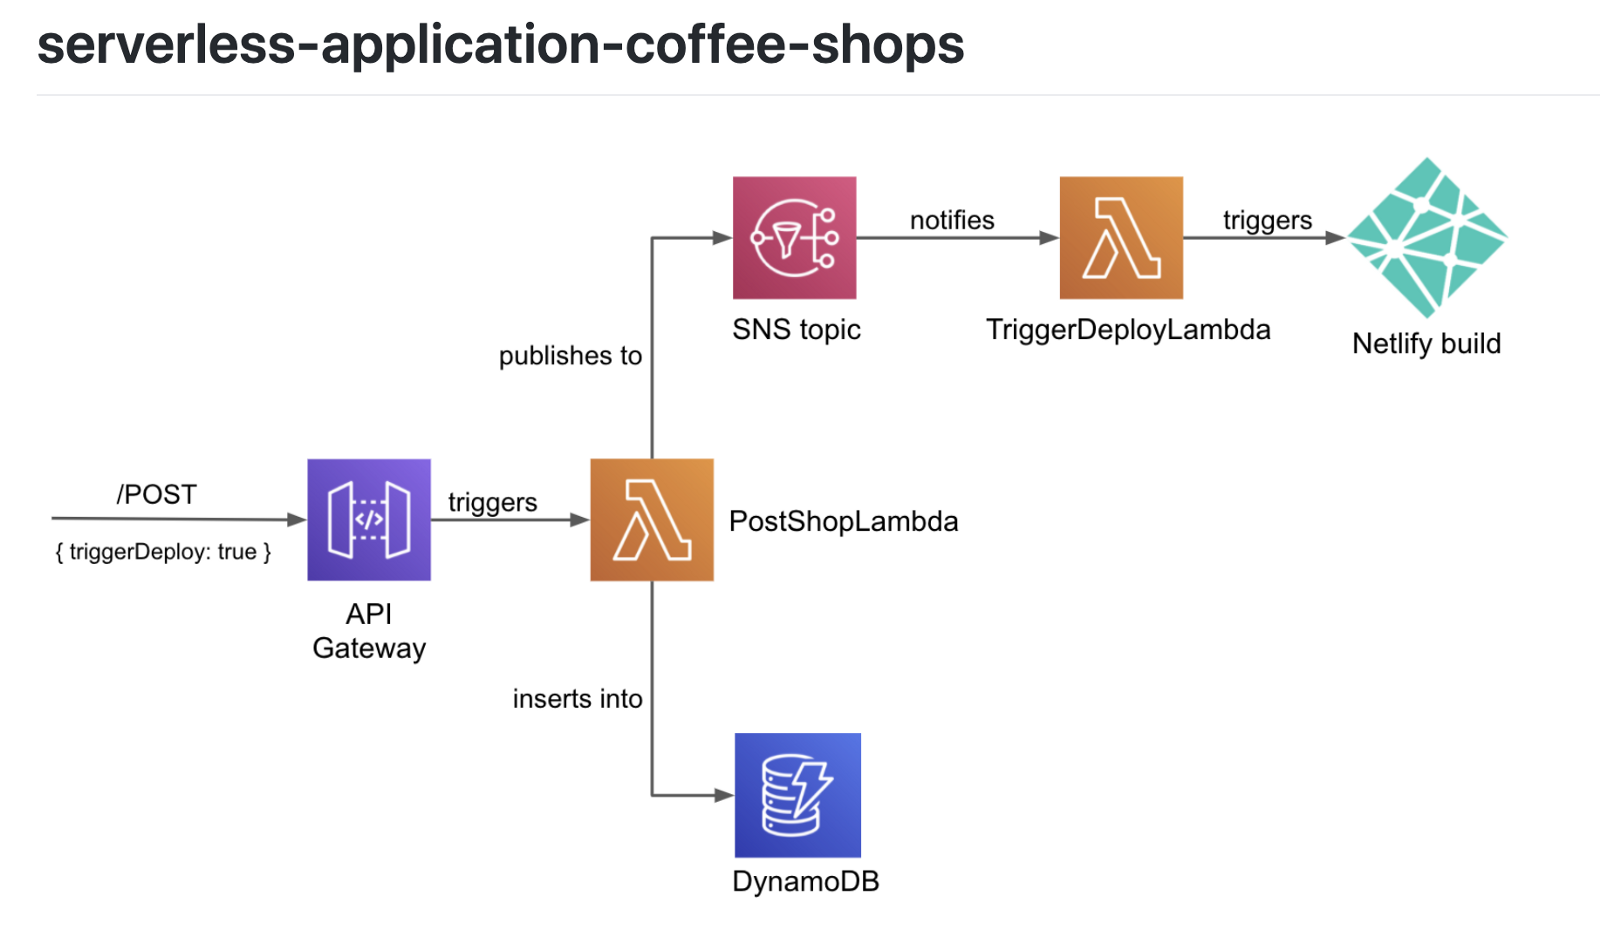 serverless-application-coffee-shops
notifies
triggers
SNS topic
TriggerDeployLambda
Netlify build
publishes to
/POST
{ triggerDeploy: true }
triggers
</>
PostShopLambda
API
Gateway
inserts into
DynamoDB